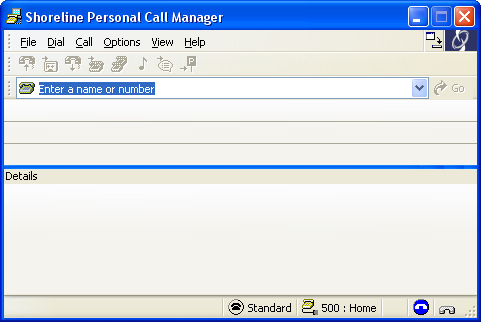 Shoreline Personal Call Manager
File Dial Call Options View Help
Enter a name or number Go
Details
Standard 500 : Home